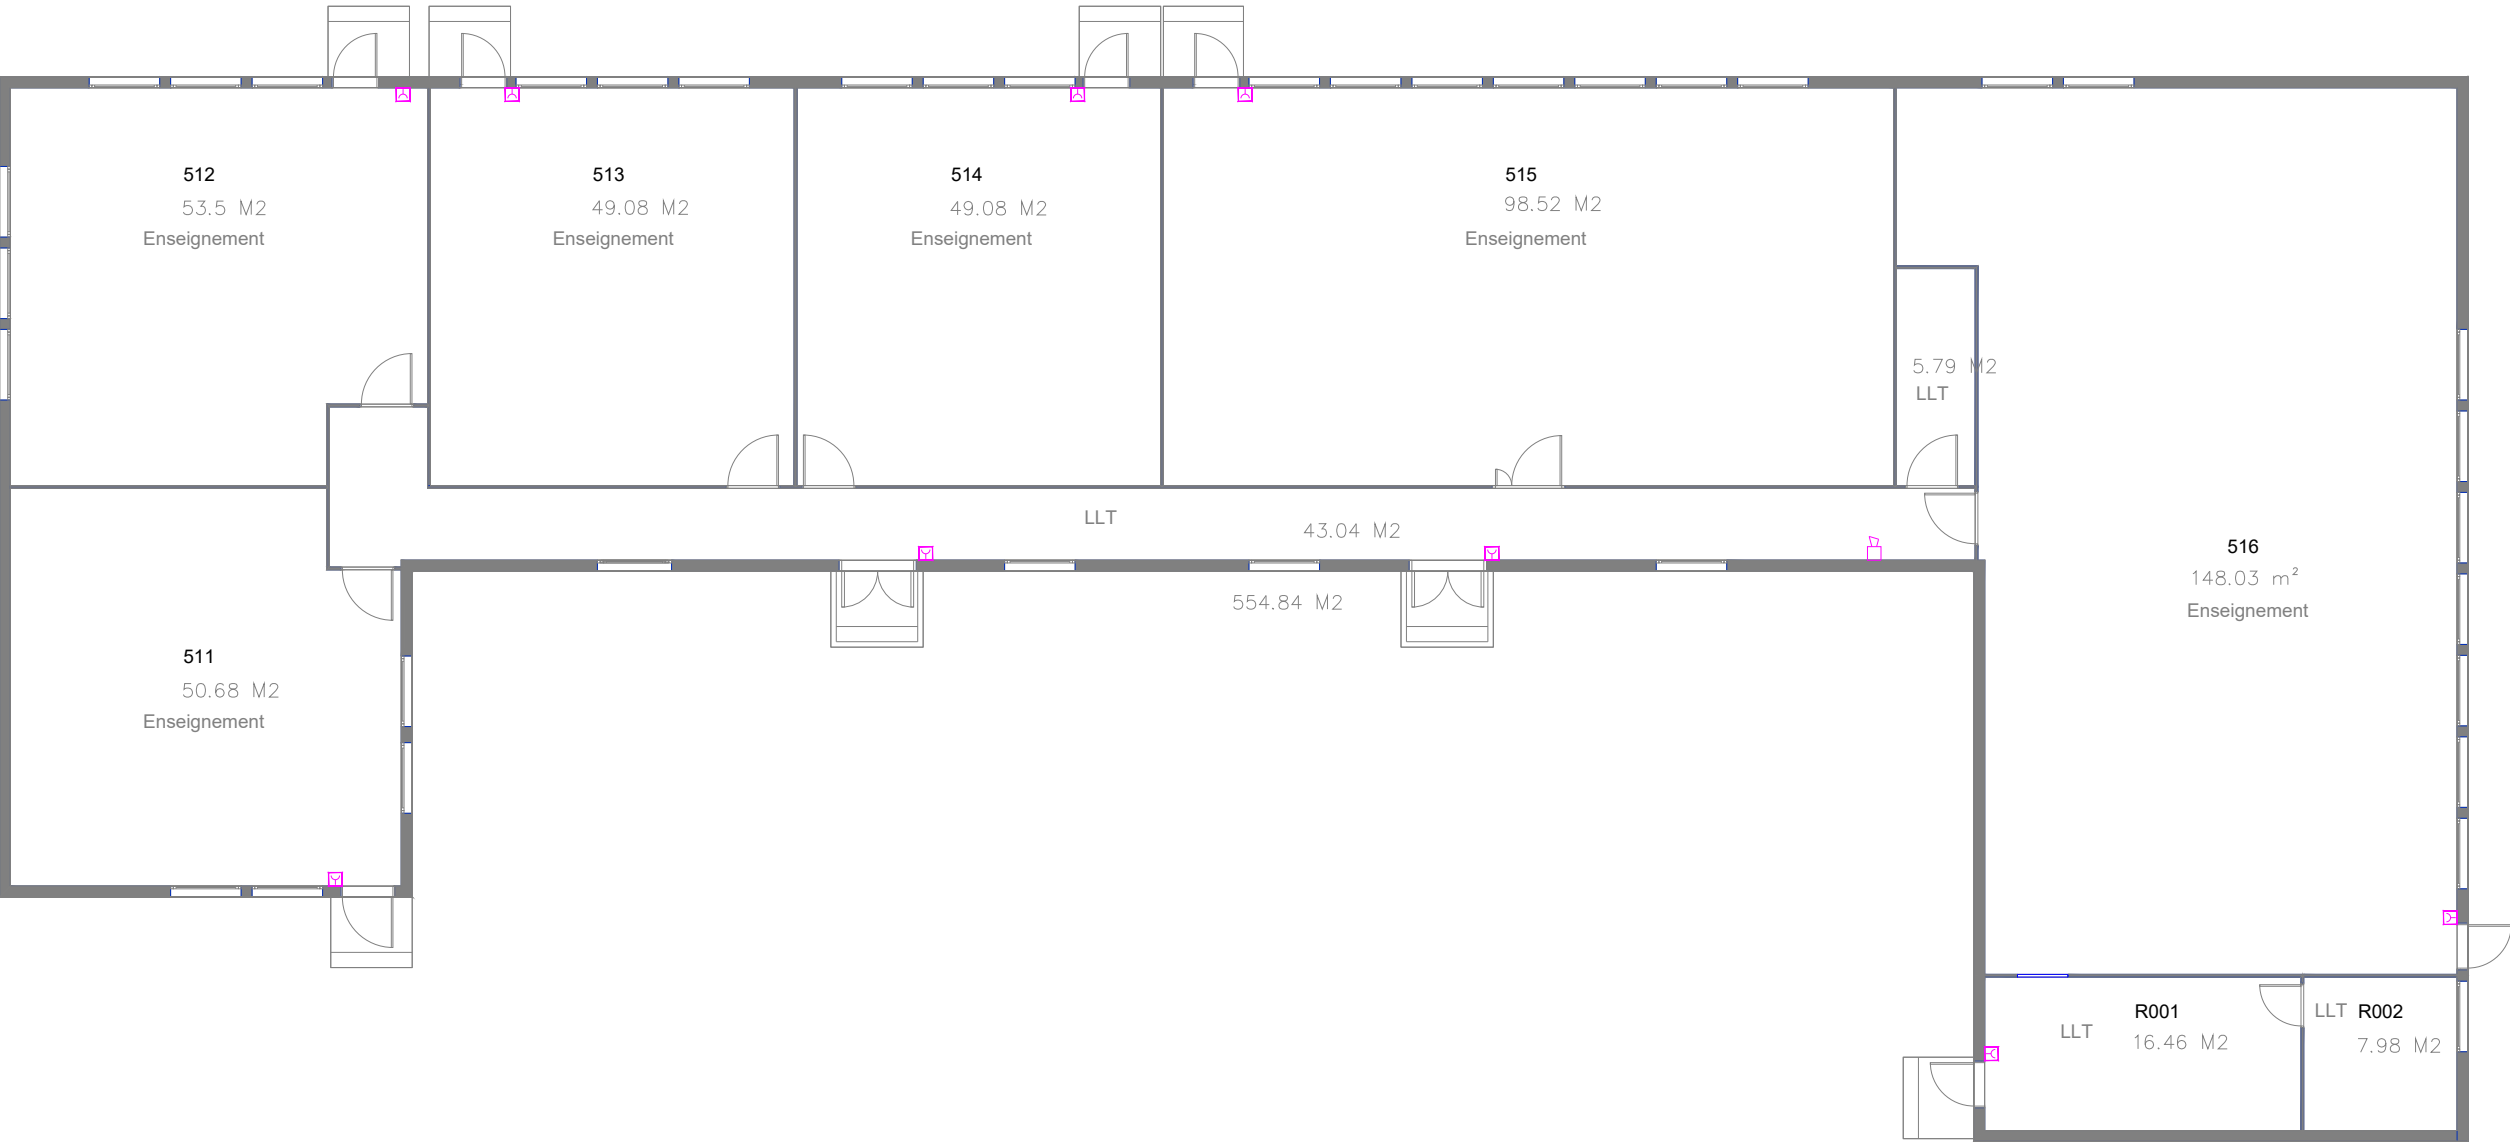 512
53.5 M2
Enseignement
513
49.08 M2
Enseignement
514
49.08 M2
Enseignement
515
98.52 M2
Enseignement
5.79 M2
LLT
LLT
43.04 M2
554.84 M2
516
148.03 m²
Enseignement
511
50.68 M2
Enseignement
R001
LLT
16.46 M2
LLT R002
7.98 M2